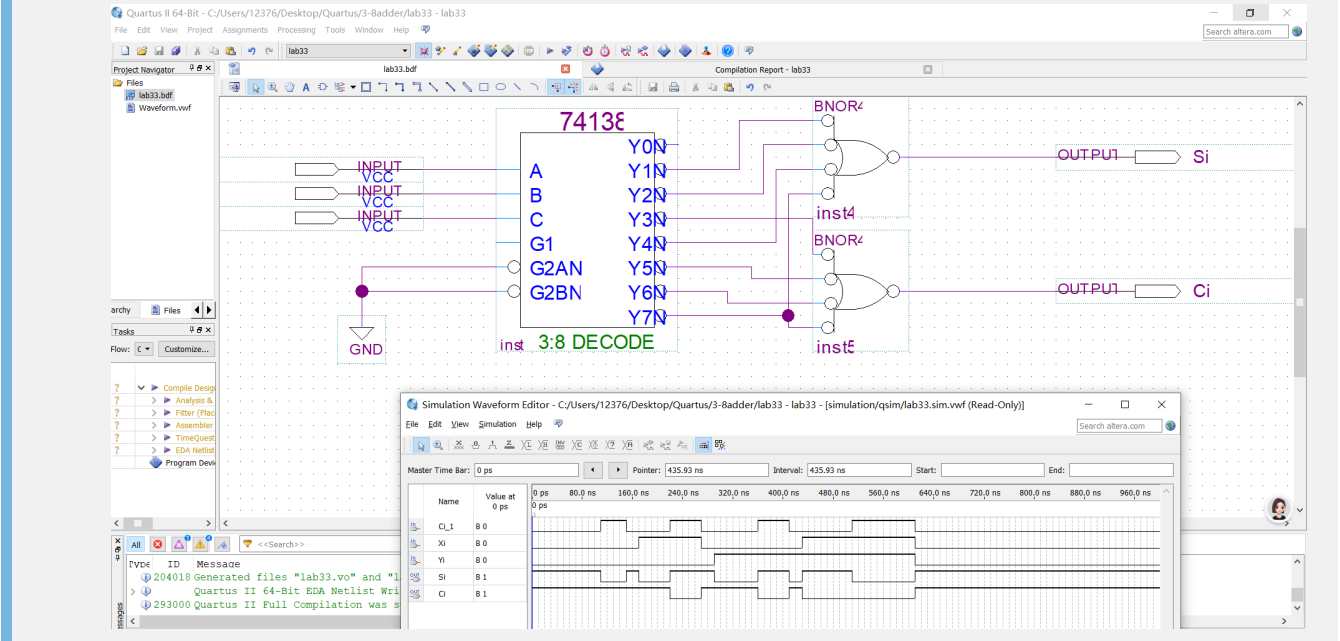 Quartus II 64-Bit - C:/Users/12376/Desktop/Quartus/3-8adder/lab33 - lab33
File Edit View Project Assignments Processing Tools Window Help
Search altera.com
lab33
Project Navigator
lab33.bdf
Compilation Report - lab33
Files
lab33.bdf
Waveform.vwf
74138
BNOR4
Y0N
INPUT
VCC
A
Y1N
OUTPUT
Si
INPUT
VCC
B
Y2N
INPUT
VCC
C
Y3N
inst4
G1
Y4N
BNOR4
G2AN
Y5N
G2BN
Y6N
OUTPUT
Ci
Y7N
GND
inst
3:8 DECODE
inst5
archy
Files
Tasks
Flow:
C
Customize...
? Compile Desig
? Analysis &
? Fitter (Plac
? Assembler
? TimeQuest
? EDA Netlist
Program Devi
Simulation Waveform Editor - C:/Users/12376/Desktop/Quartus/3-8adder/lab33 - lab33 - [simulation/qsim/lab33.sim.vwf (Read-Only)]
File Edit View Simulation Help
Search altera.com
Master Time Bar: 0 ps
Pointer: 435.93 ns
Interval: 435.93 ns
Start:
End:
Name
Value at
0 ps
0 ps 80.0 ns 160.0 ns 240.0 ns 320.0 ns 400.0 ns 480.0 ns 560.0 ns 640.0 ns 720.0 ns 800.0 ns 880.0 ns 960.0 ns
0 ps
Ci_1 B 0
Xi B 0
Yi B 0
Si B 1
Ci B 1
All
<<Search>>
ID Message
204018 Generated files "lab33.vo" and "l
Quartus II 64-Bit EDA Netlist Wri
293000 Quartus II Full Compilation was s